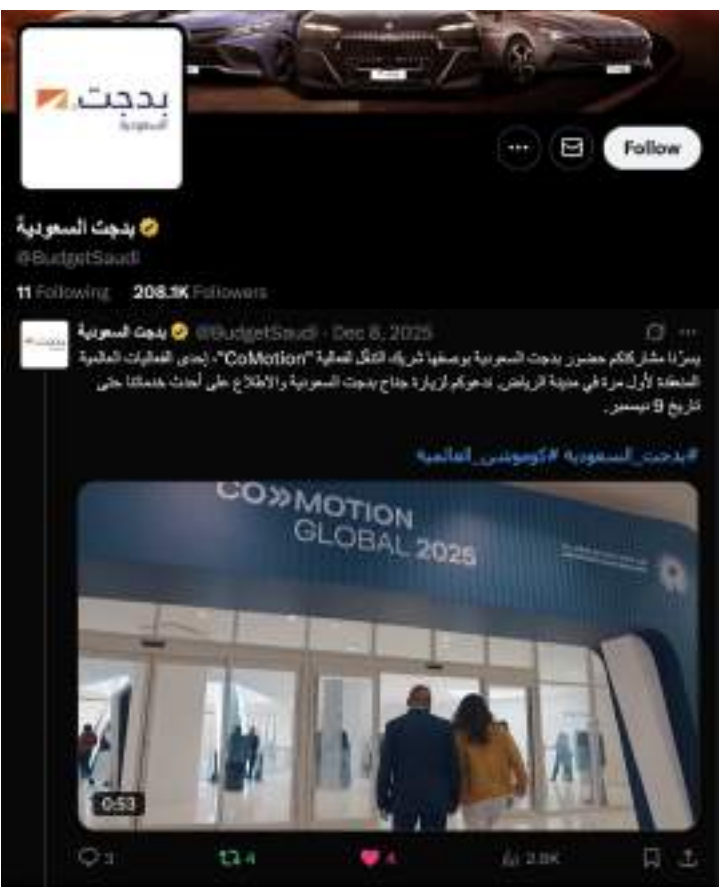 بدجت
السعودية
Follow
بدجت السعودية
@BudgetSaudi
11 Following 208.1K Followers
بدجت السعودية @BudgetSaudi · Dec 8, 2025
يسرّنا مشاركتكم حضور بدجت السعودية بوصفها شريك التنقّل لفعالية "CoMotion"، إحدى الفعاليات العالمية
المنعقدة لأول مرة في مدينة الرياض. ندعوكم لزيارة جناح بدجت السعودية والاطلاع على أحدث خدماتنا حتى
تاريخ 9 ديسمبر.
#بدجت_السعودية #كوموشن_العالمية
CO»MOTION
GLOBAL 2025
0:53
3 4 4 2.8K